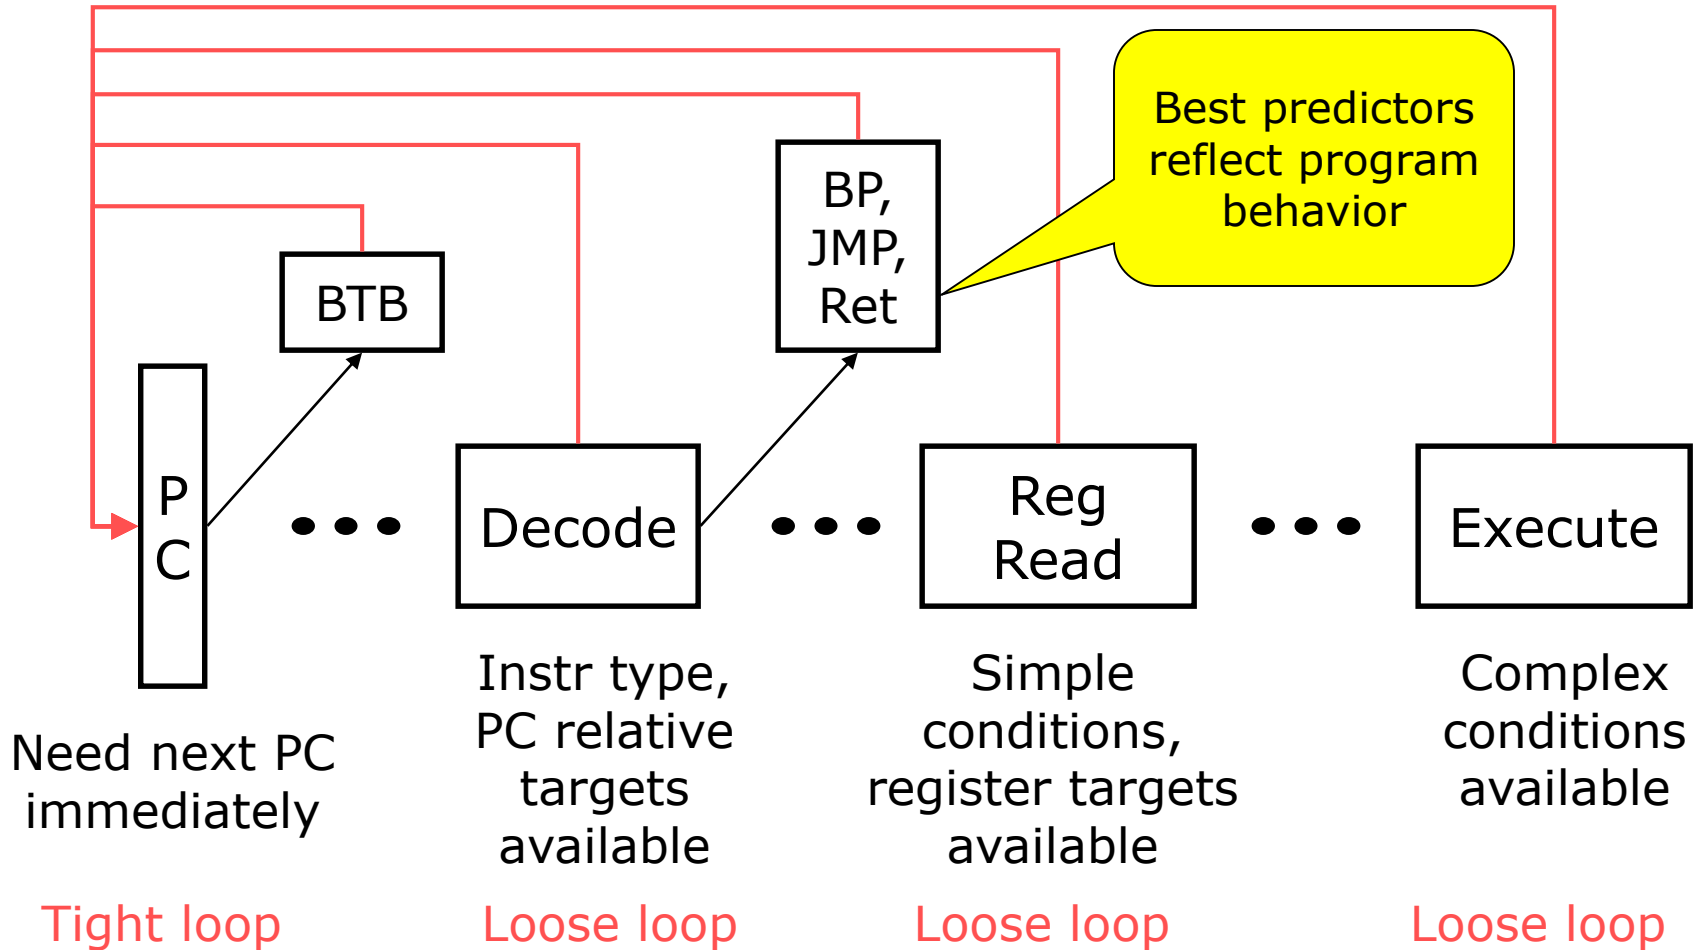 Best predictors
reflect program
behavior
BP,
JMP,
Ret
BTB
P
C
Decode
Reg
Read
Execute
Need next PC
immediately
Instr type,
PC relative
targets
available
Simple
conditions,
register targets
available
Complex
conditions
available
Tight loop
Loose loop
Loose loop
Loose loop